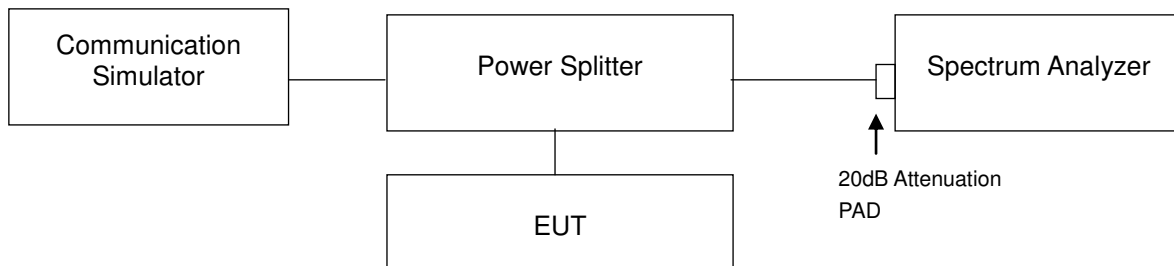 Communication
Simulator
Power Splitter
Spectrum Analyzer
20dB Attenuation
PAD
EUT